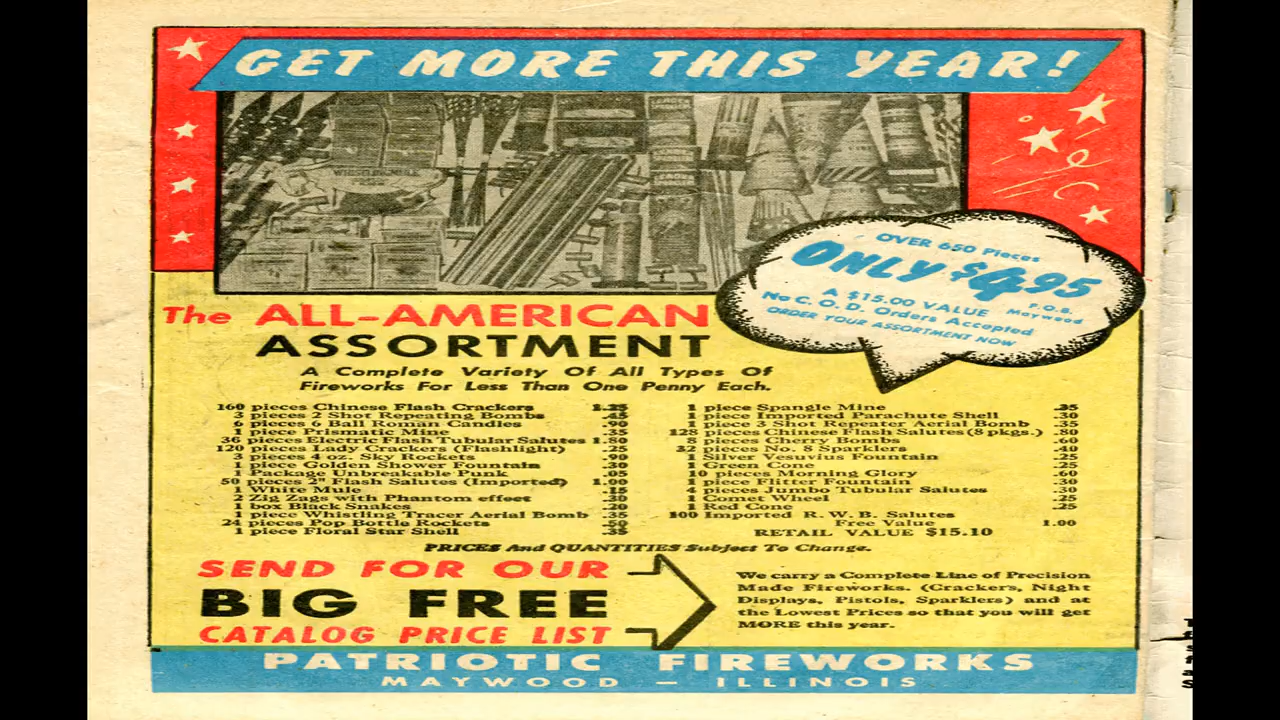 GET MORE THIS YEAR!
OVER 650 Pieces
ONLY $4.95
A $15.00 VALUE F.O.B. Maywood
No C. O. D. Orders Accepted
ORDER YOUR ASSORTMENT NOW
The ALL-AMERICAN
ASSORTMENT
A Complete Variety Of All Types Of
Fireworks For Less Than One Penny Each.
160 pieces Chinese Flash Crackers 1.25
3 pieces 2 Shot Repeating Bombs .45
6 pieces 6 Ball Roman Candles .90
1 piece Prismatic Mine .35
36 pieces Electric Flash Tubular Salutes 1.80
120 pieces Lady Crackers (Flashlight) .25
3 pieces 4 oz. Sky Rockets .90
1 piece Golden Shower Fountain .30
1 Package Unbreakable Punk .05
50 pieces 2" Flash Salutes (Imported) 1.00
1 White Mule .15
2 Zig Zags with Phantom effect .30
1 box Black Snakes .20
1 piece Whistling Tracer Aerial Bomb .35
24 pieces Pop Bottle Rockets .50
1 piece Floral Star Shell .35
1 piece Spangle Mine .35
1 piece Imported Parachute Shell .30
1 piece 3 Shot Repeater Aerial Bomb .35
128 pieces Chinese Flash Salutes (8 pkgs.) .80
8 pieces Cherry Bombs .60
32 pieces No. 8 Sparklers .40
1 Silver Vesuvius Fountain .25
1 Green Cone .25
10 pieces Morning Glory .60
1 piece Flitter Fountain .30
4 pieces Jumbo Tubular Salutes .30
1 Comet Wheel .25
1 Red Cone .25
100 Imported R. W. B. Salutes
Free Value 1.00
RETAIL VALUE $15.10
PRICES And QUANTITIES Subject To Change.
SEND FOR OUR
BIG FREE
CATALOG PRICE LIST
We carry a Complete Line of Precision
Made Fireworks. (Crackers, Night
Displays, Pistols, Sparklers) and at
the Lowest Prices so that you will get
MORE this year.
PATRIOTIC FIREWORKS
MAYWOOD — ILLINOIS